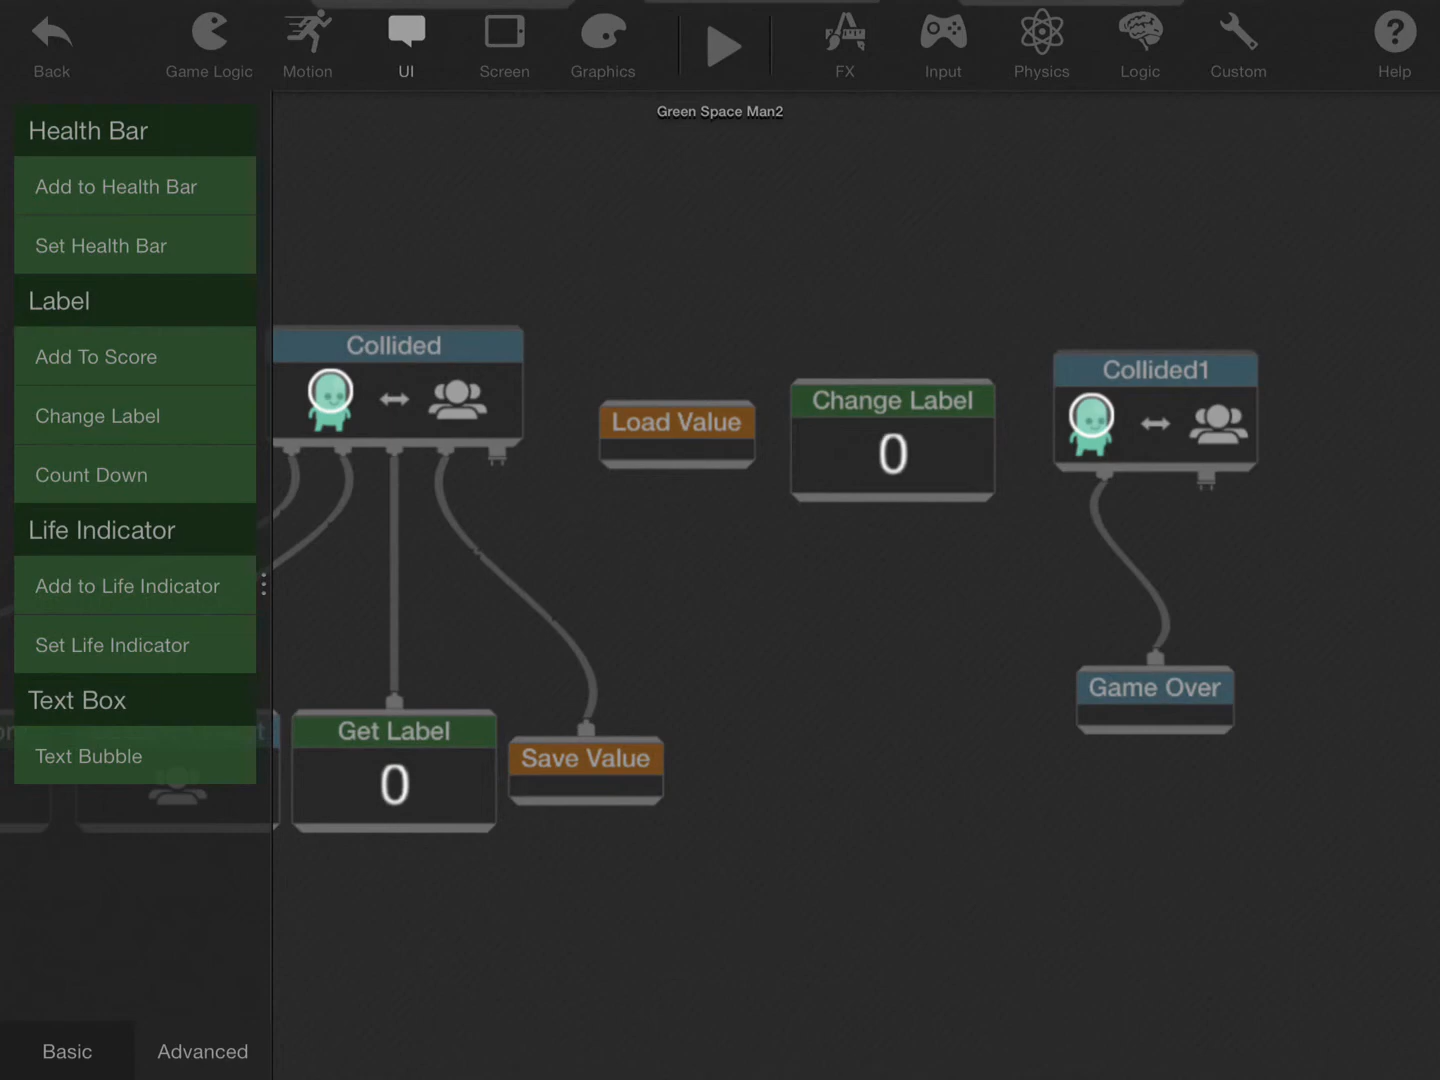 Back
Game Logic
Motion
UI
Screen
Graphics
FX
Input
Physics
Logic
Custom
Help
Green Space Man2
Health Bar
Add to Health Bar
Set Health Bar
Label
Add To Score
Change Label
Count Down
Life Indicator
Add to Life Indicator
Set Life Indicator
Text Box
Text Bubble
Basic
Advanced
Collided
Load Value
Change Label
0
Collided1
Get Label
0
Save Value
Game Over